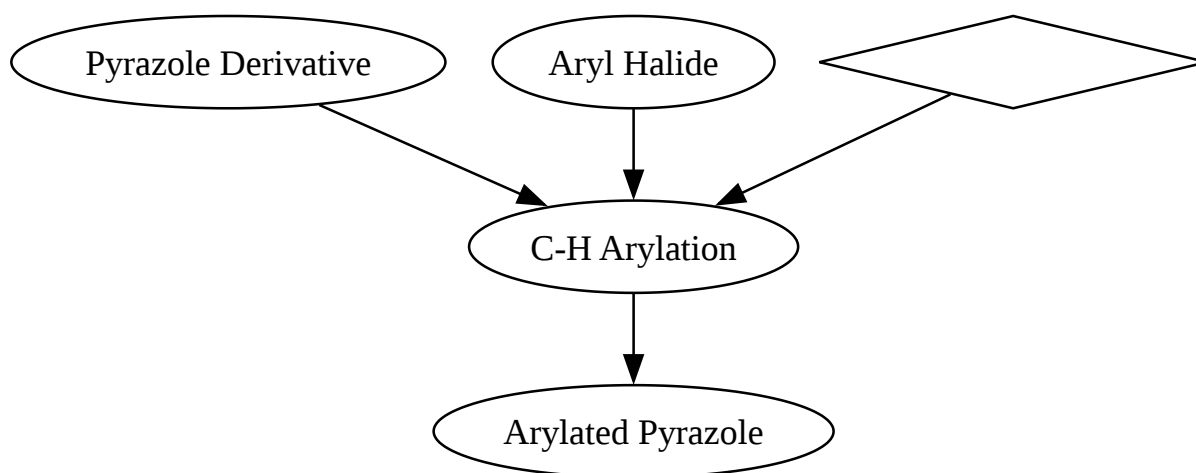 Pyrazole Derivative
Aryl Halide
C-H Arylation
Arylated Pyrazole